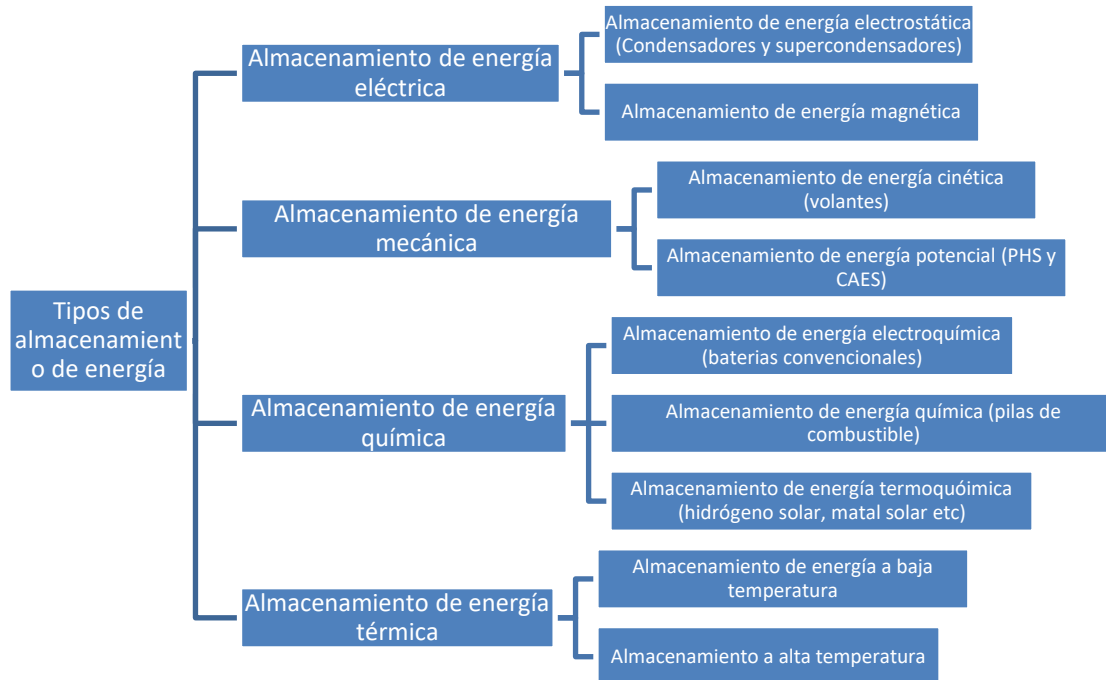 Tipos de
almacenamient
o de energía
Almacenamiento de energía
eléctrica
Almacenamiento de energía electrostática
(Condensadores y supercondensadores)
Almacenamiento de energía magnética
Almacenamiento de energía
mecánica
Almacenamiento de energía cinética
(volantes)
Almacenamiento de energía potencial (PHS y
CAES)
Almacenamiento de energía
química
Almacenamiento de energía electroquímica
(baterias convencionales)
Almacenamiento de energía química (pilas de
combustible)
Almacenamiento de energía termoquóimica
(hidrógeno solar, matal solar etc)
Almacenamiento de energía
térmica
Almacenamiento de energía a baja
temperatura
Almacenamiento a alta temperatura